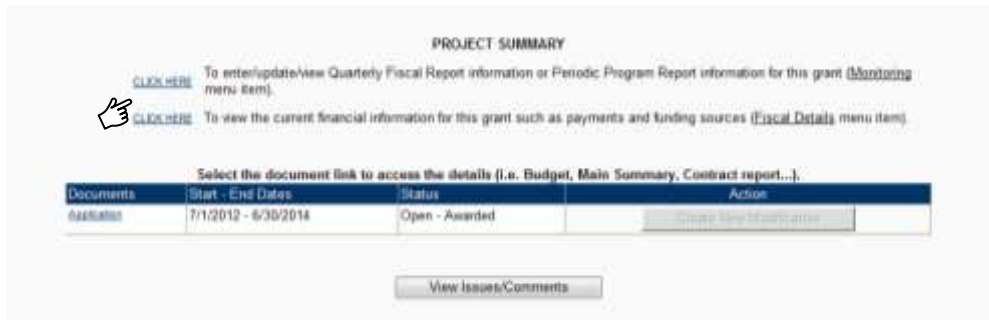 PROJECT SUMMARY
CLICK HERE To enter/update/view Quarterly Fiscal Report information or Periodic Program Report information for this grant (Monitoring
menu item).
CLICK HERE To view the current financial information for this grant such as payments and funding sources (Fiscal Details menu item)
Select the document link to access the details (i.e. Budget, Main Summary, Contract report...).
Documents Start - End Dates Status Action
Application 7/1/2012 - 6/30/2014 Open - Awarded Create New Modification
View Issues/Comments